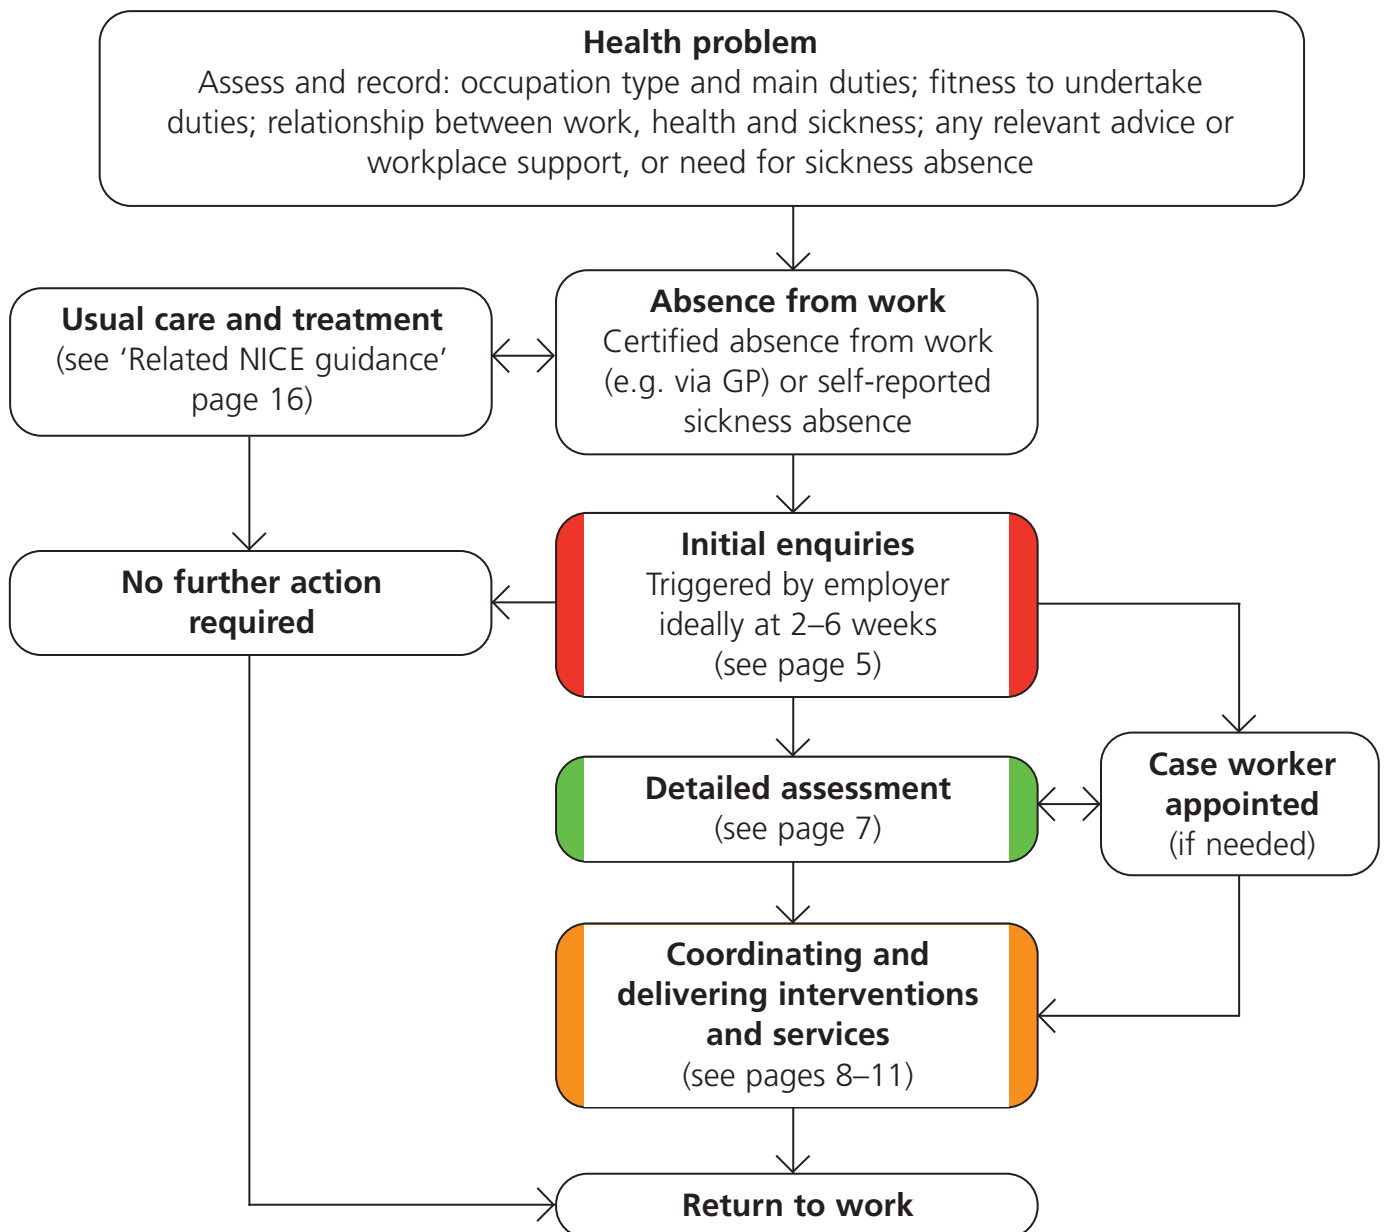 Health problem
Assess and record: occupation type and main duties; fitness to undertake
duties; relationship between work, health and sickness; any relevant advice or
workplace support, or need for sickness absence
Usual care and treatment
(see ‘Related NICE guidance’
page 16)
Absence from work
Certified absence from work
(e.g. via GP) or self-reported
sickness absence
No further action
required
Initial enquiries
Triggered by employer
ideally at 2–6 weeks
(see page 5)
Detailed assessment
(see page 7)
Case worker
appointed
(if needed)
Coordinating and
delivering interventions
and services
(see pages 8–11)
Return to work